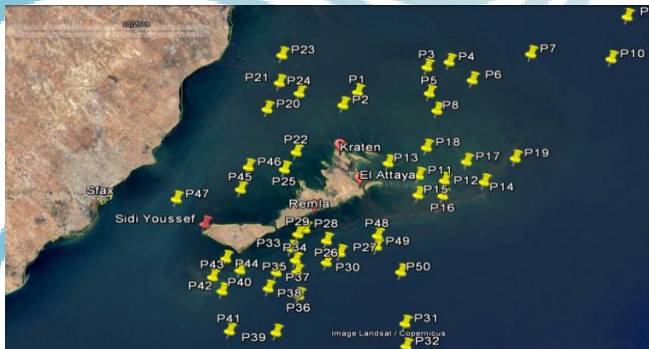 10/2018
P
P23
P3
P4
P7
P10
P21
P24
P1
P5
P6
P20
P2
P8
P22
Kraten
P18
P13
P17
P19
P46
P25
P45
El Attaya
P11
P12
P14
Sfax
P47
P15
P16
Remla
Sidi Youssef
P29
P28
P48
P33
P34
P26
P27
P49
P43
P44
P35
P37
P30
P50
P42
P40
P38
P36
P41
P39
P31
Image Landsat / Copernicus
P32